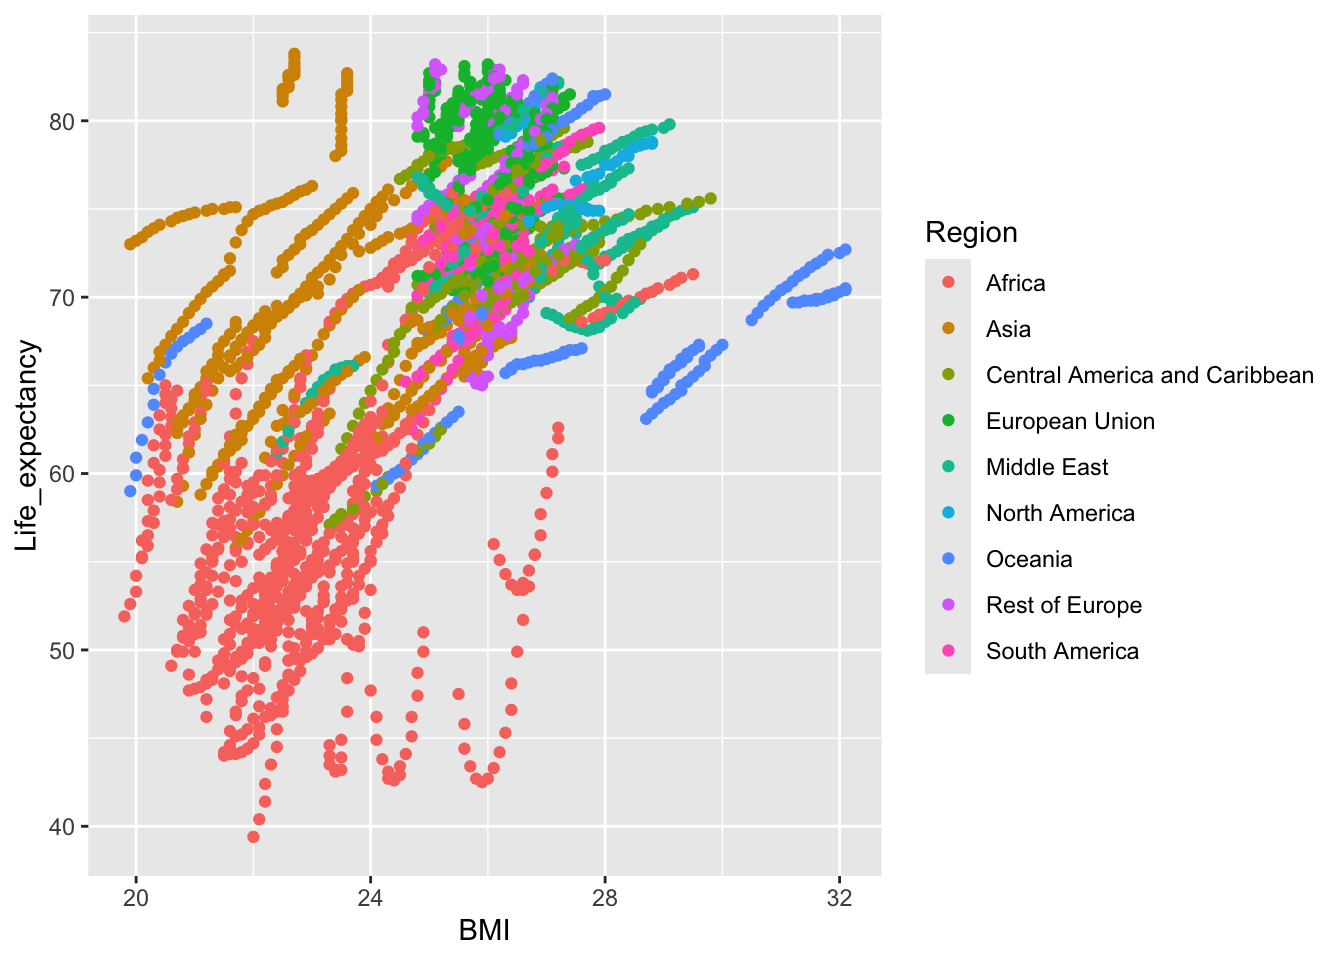 80
70
60
50
40
Life_expectancy
20
24
28
32
BMI
Region
Africa
Asia
Central America and Caribbean
European Union
Middle East
North America
Oceania
Rest of Europe
South America